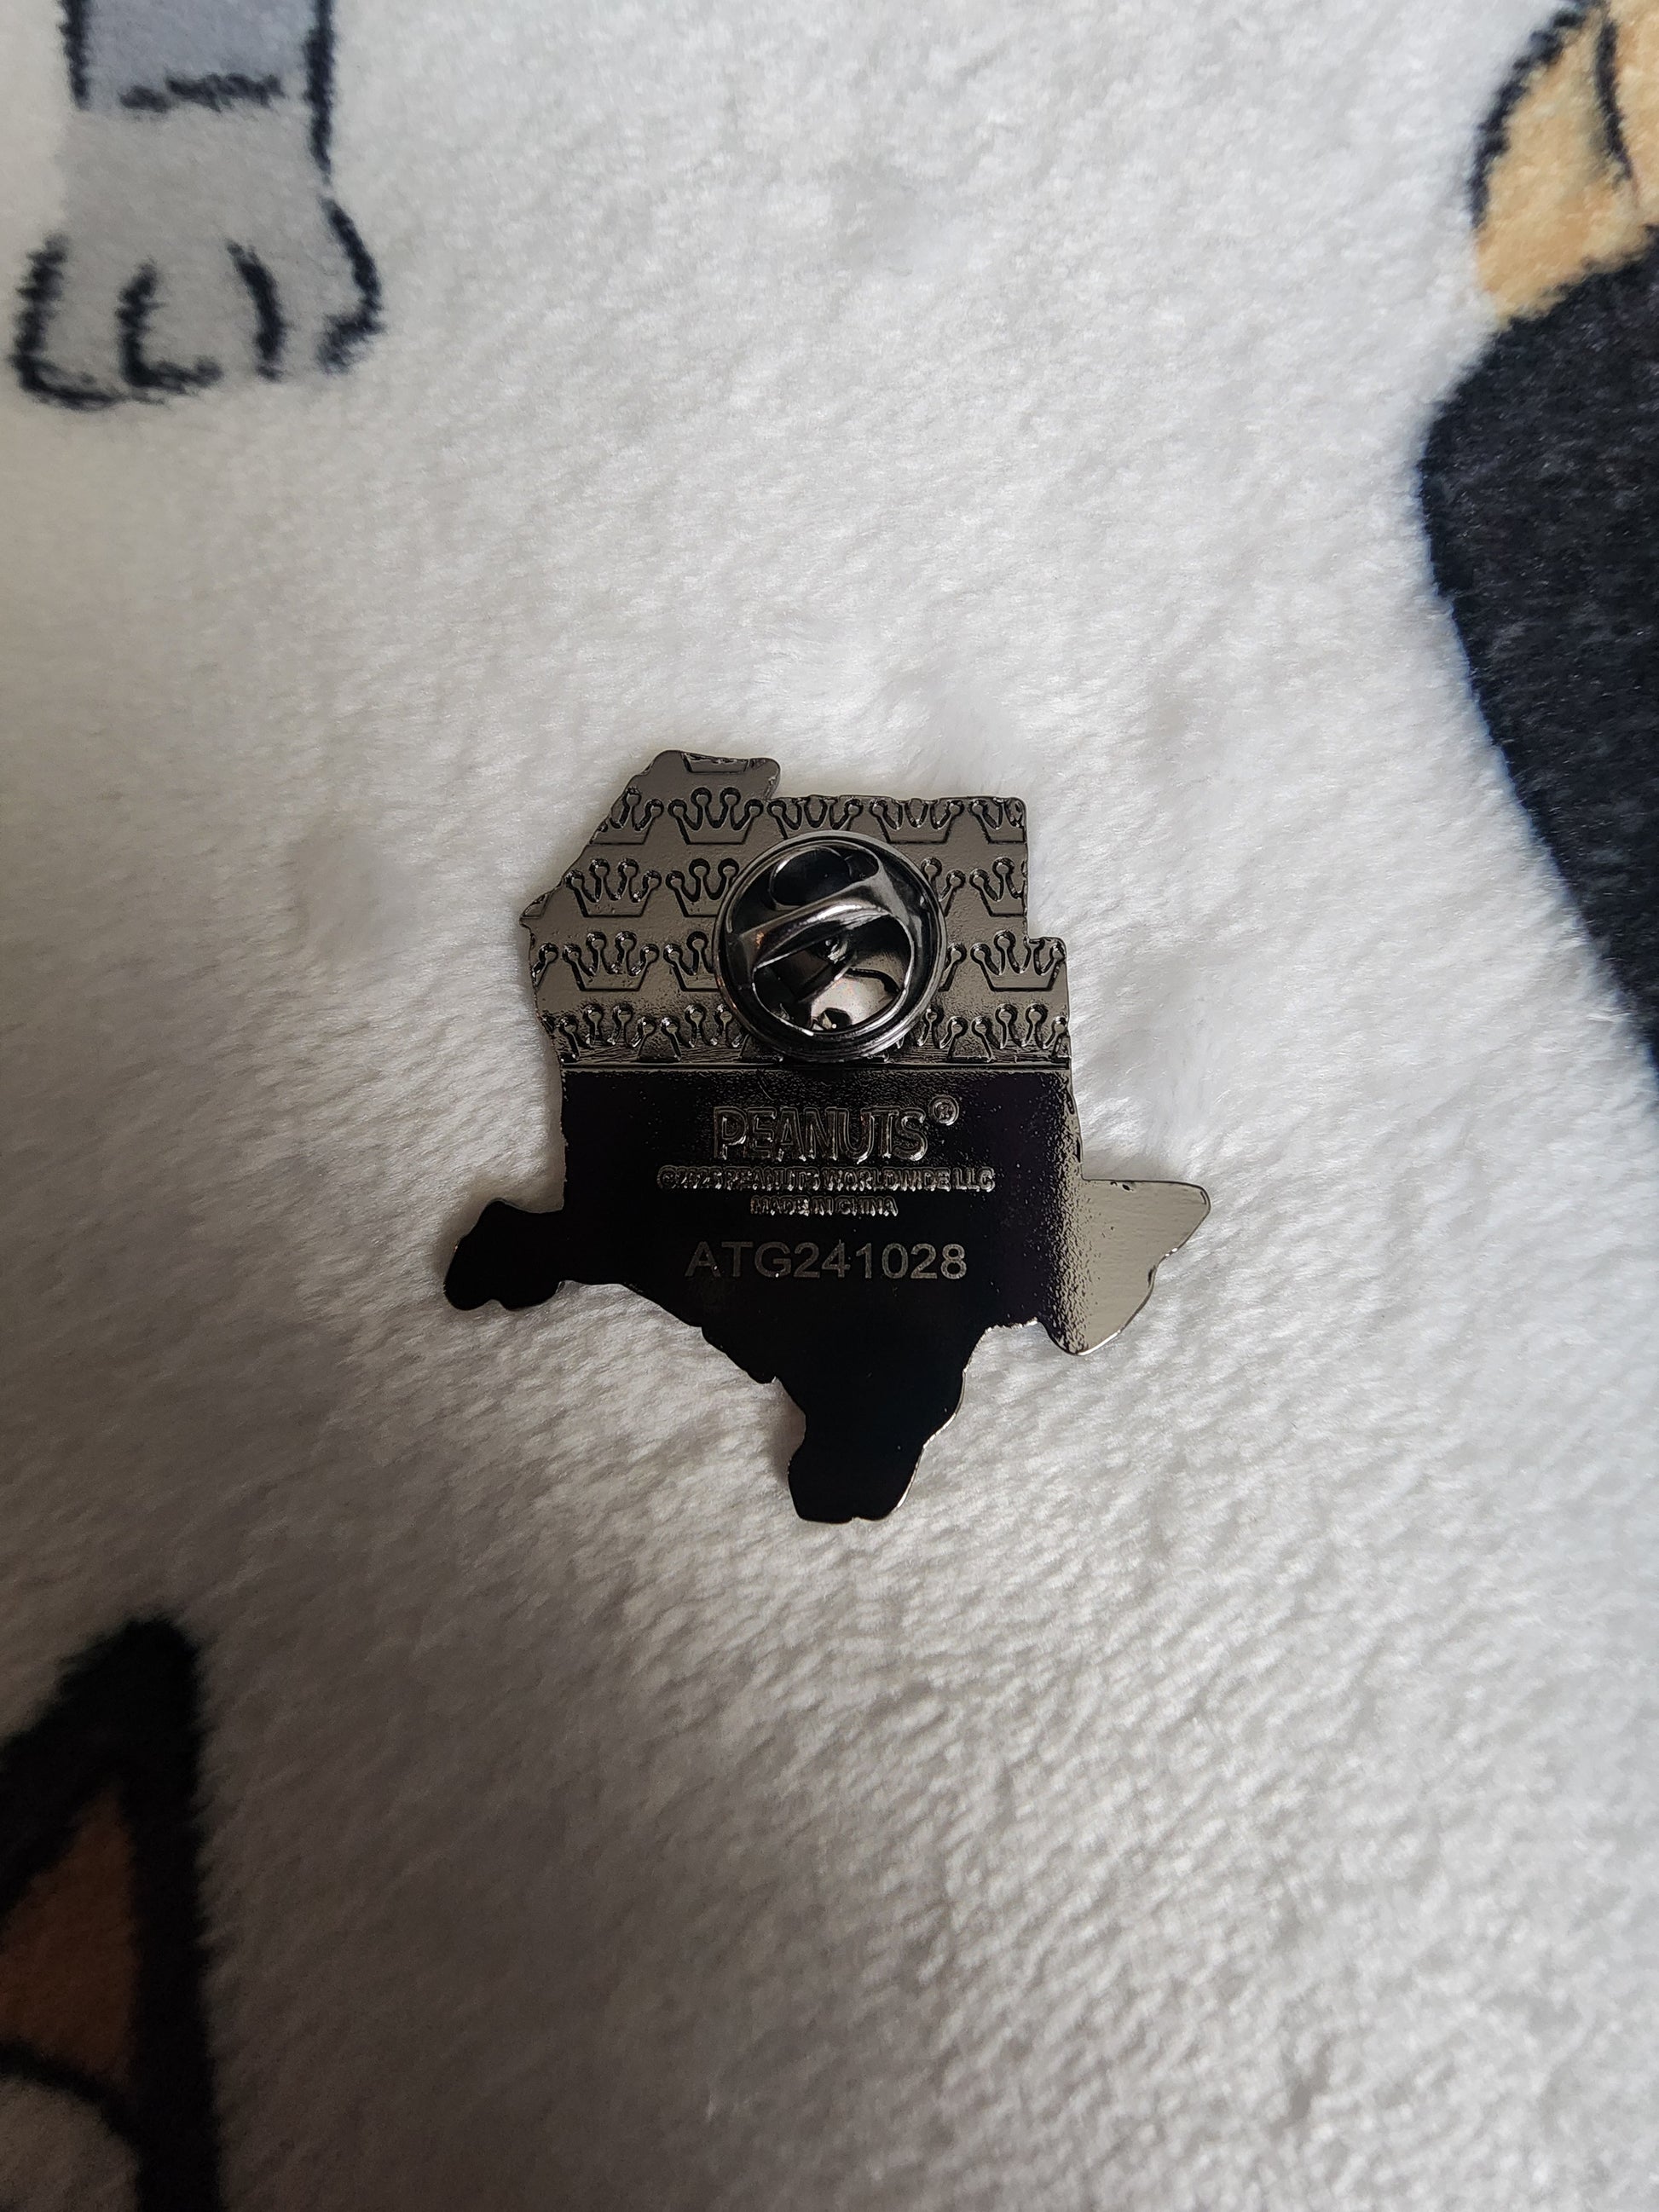 PEANUTS®
©2025 PEANUTS WORLDWIDE LLC
MADE IN CHINA
ATG241028